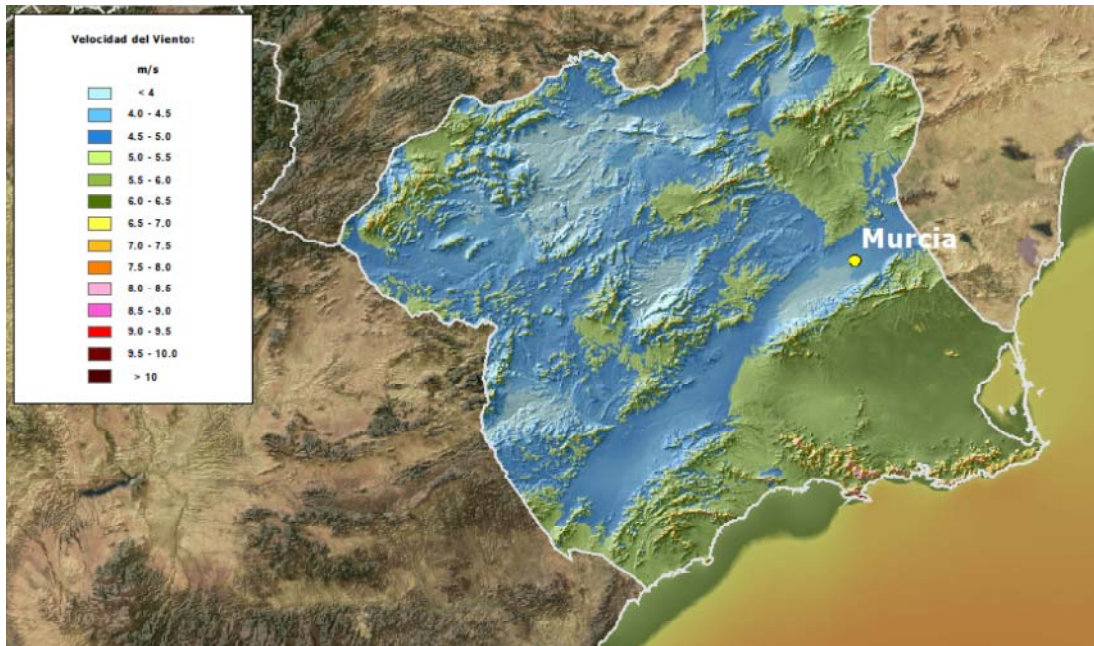 Velocidad del Viento:
m/s
< 4
4.0 - 4.5
4.5 - 5.0
5.0 - 5.5
5.5 - 6.0
6.0 - 6.5
6.5 - 7.0
7.0 - 7.5
7.5 - 8.0
8.0 - 8.5
8.5 - 9.0
9.0 - 9.5
9.5 - 10.0
> 10
Murcia